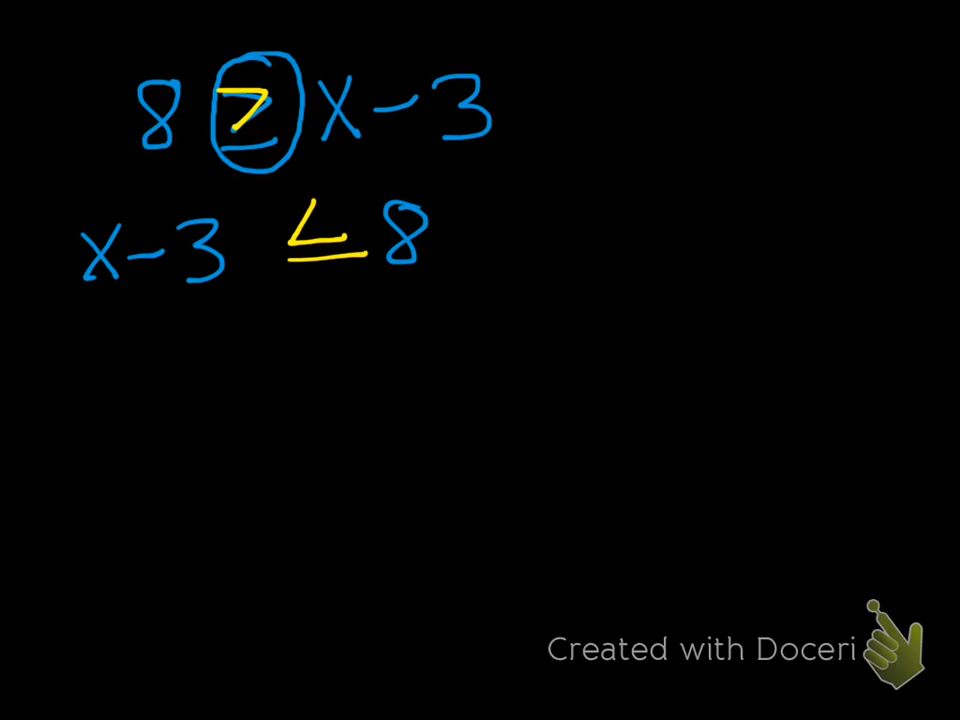 8 ≥ x - 3
x - 3 ≤ 8
Created with Doceri